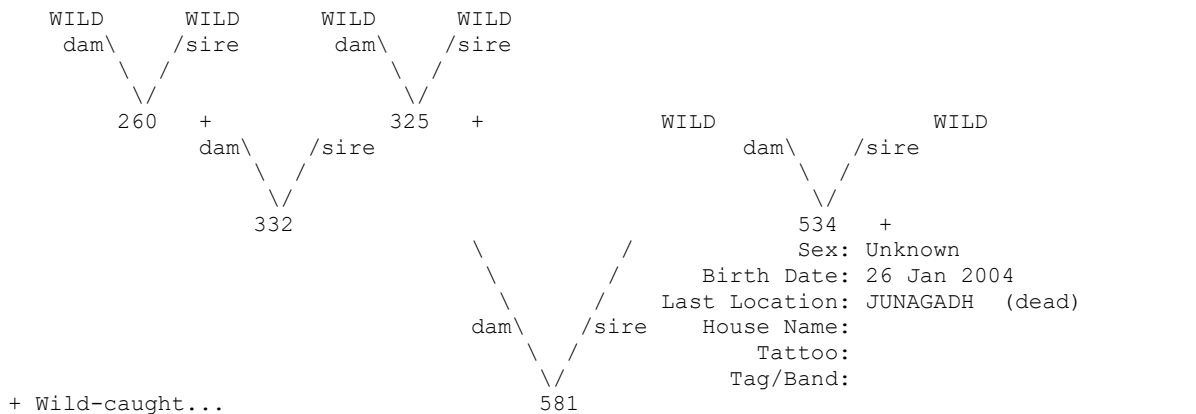 WILD WILD WILD WILD
dam\ /sire dam\ /sire
\ / \ /
\/ \/
260 + 325 + WILD WILD
dam\ /sire dam\ /sire
\ / \ /
\/ \/
332 534 +
\ / Sex: Unknown
\ / Birth Date: 26 Jan 2004
\ / Last Location: JUNAGADH (dead)
dam\ /sire House Name:
\ / Tattoo:
\/ Tag/Band:
+ Wild-caught... 581